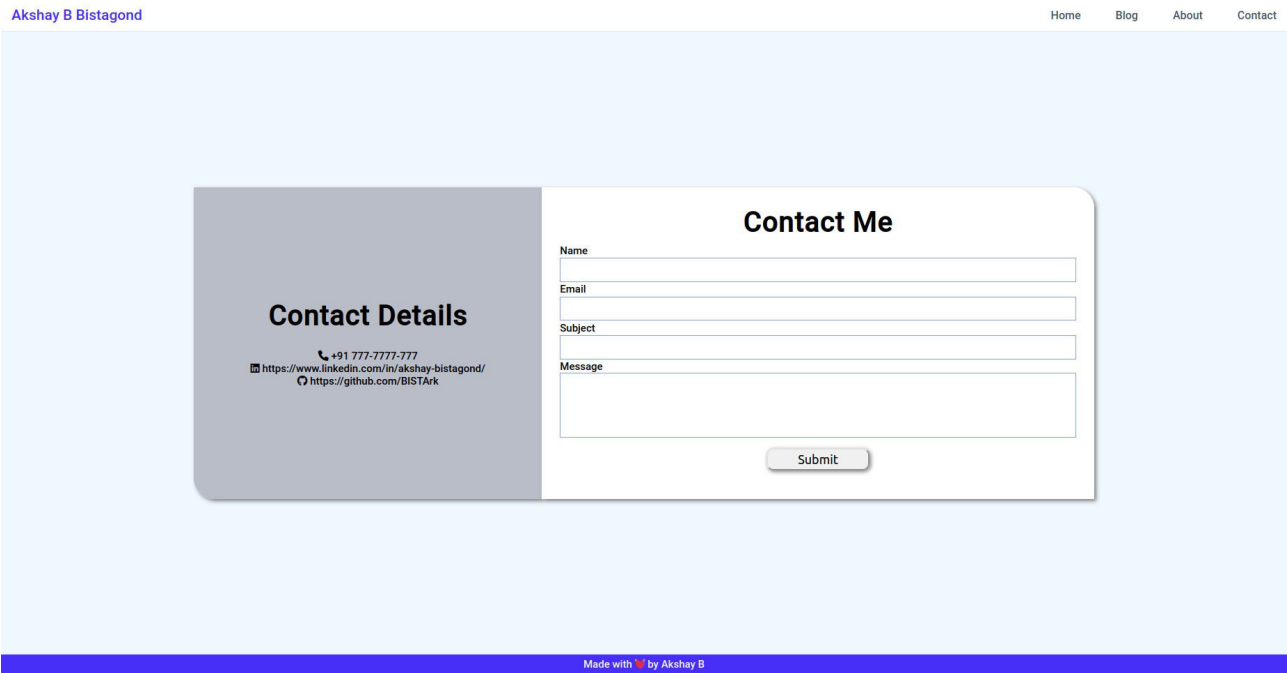 Akshay B Bistagond
Home Blog About Contact
Contact Details
+91 777-7777-777
https://www.linkedin.com/in/akshay-bistagond/
https://github.com/BISTArk
Contact Me
Name
Email
Subject
Message
Submit
Made with 💓 by Akshay B